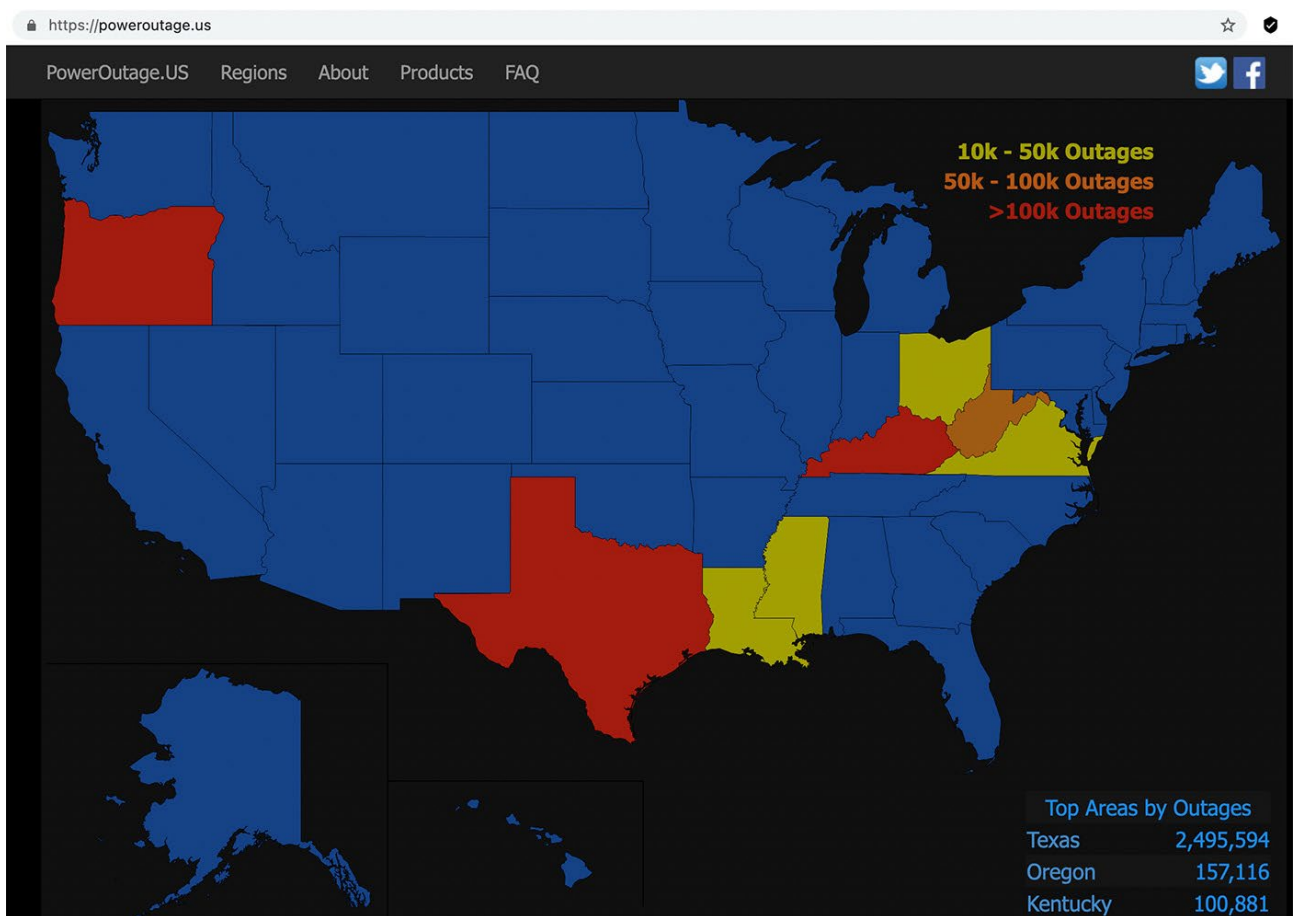 https://poweroutage.us
PowerOutage.US Regions About Products FAQ
10k - 50k Outages
50k - 100k Outages
>100k Outages
Top Areas by Outages
Texas 2,495,594
Oregon 157,116
Kentucky 100,881